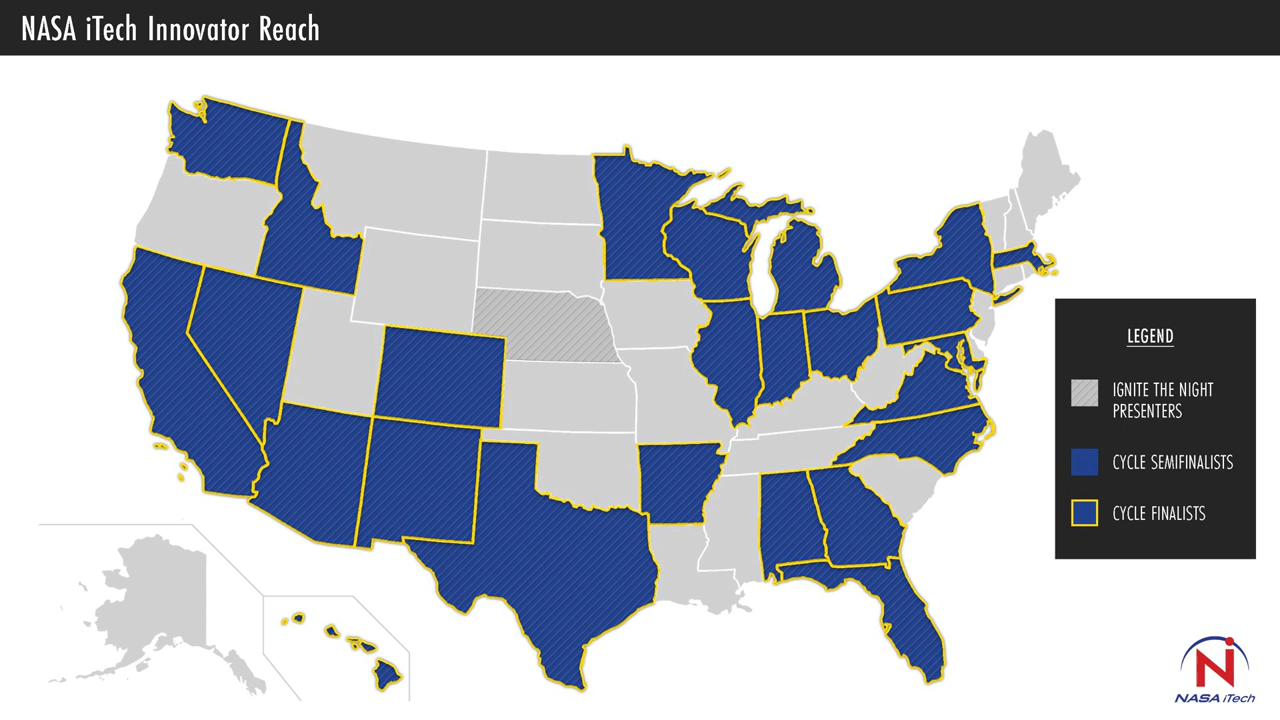 NASA iTech Innovator Reach
LEGEND
IGNITE THE NIGHT
PRESENTERS
CYCLE SEMIFINALISTS
CYCLE FINALISTS
N
NASA iTech